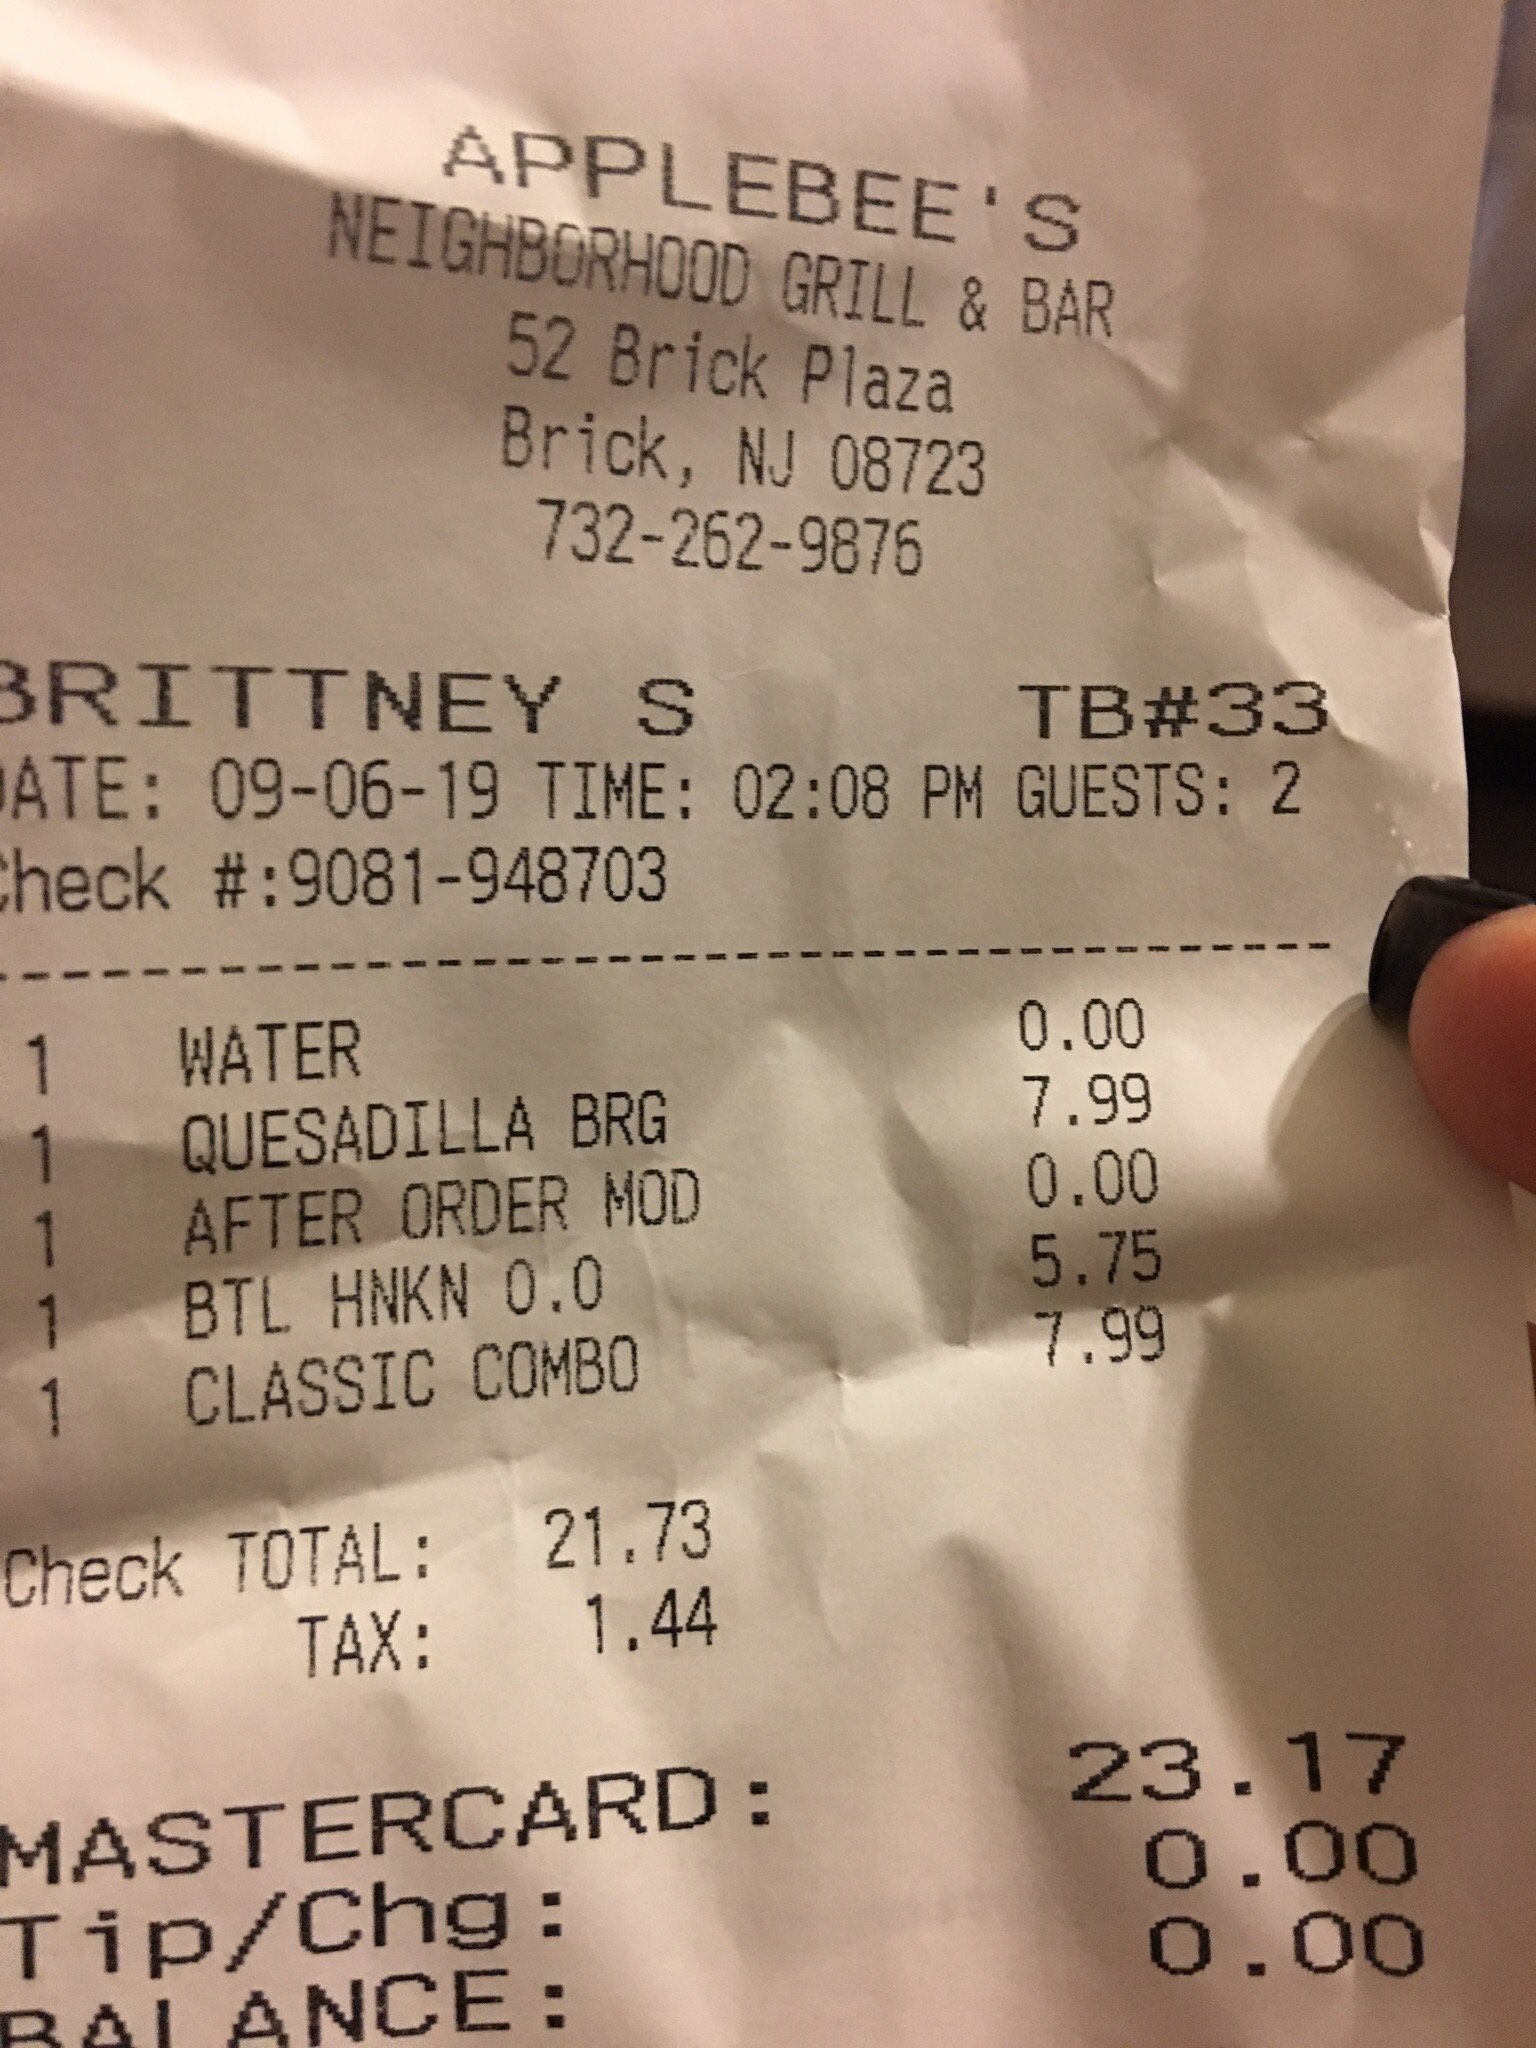 APPLEBEE'S
NEIGHBORHOOD GRILL & BAR
52 Brick Plaza
Brick, NJ 08723
732-262-9876
BRITTNEY S TB#33
DATE: 09-06-19 TIME: 02:08 PM GUESTS: 2
Check #:9081-948703
1 WATER 0.00
1 QUESADILLA BRG 7.99
1 AFTER ORDER MOD 0.00
1 BTL HNKN 0.0 5.75
1 CLASSIC COMBO 7.99
Check TOTAL: 21.73
TAX: 1.44
MASTERCARD: 23.17
Tip/Chg: 0.00
BALANCE: 0.00